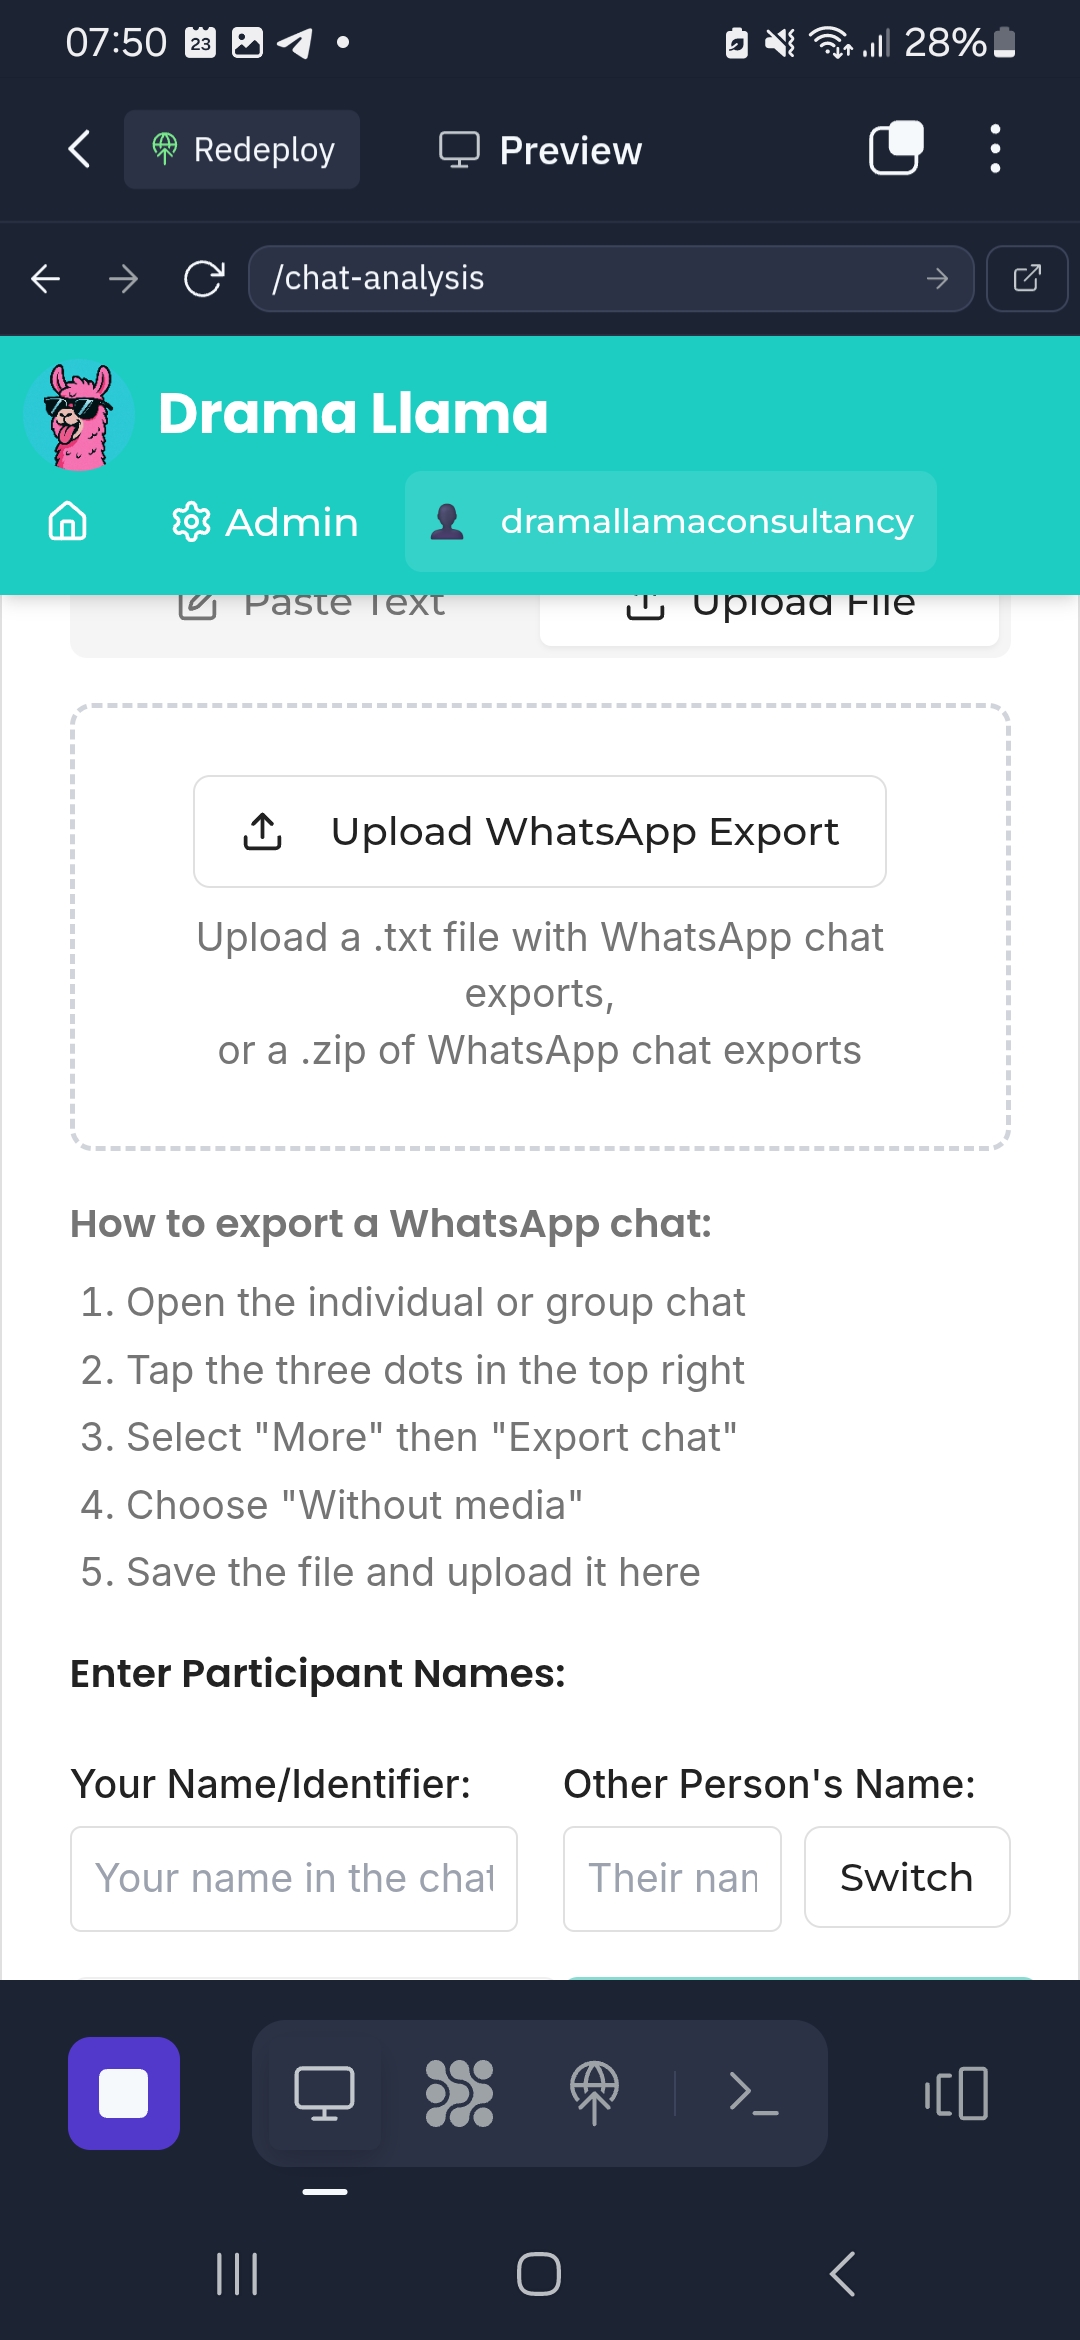 07:50
23
28%
Redeploy
Preview
/chat-analysis
Drama Llama
Admin
dramallamaconsultancy
Paste Text
Upload File
Upload WhatsApp Export
Upload a .txt file with WhatsApp chat
exports,
or a .zip of WhatsApp chat exports
How to export a WhatsApp chat:
1. Open the individual or group chat
2. Tap the three dots in the top right
3. Select "More" then "Export chat"
4. Choose "Without media"
5. Save the file and upload it here
Enter Participant Names:
Your Name/Identifier:
Other Person's Name:
Your name in the chat
Their nam
Switch